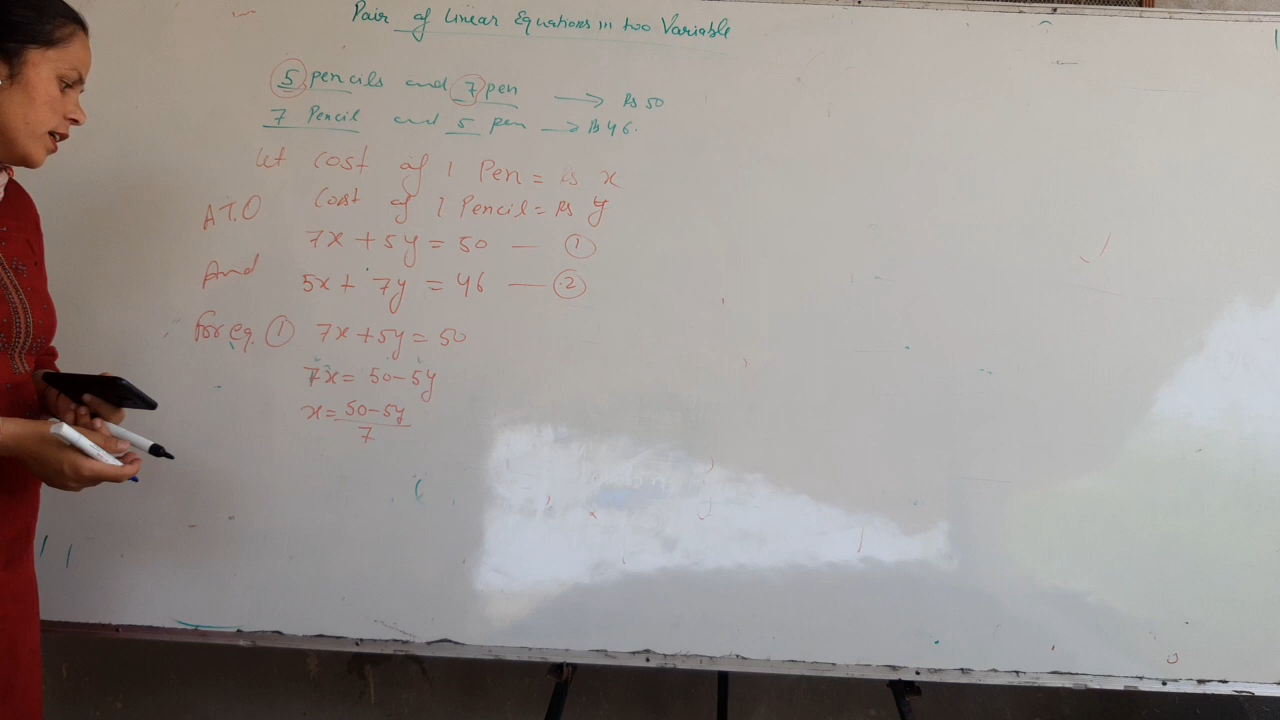 Pair of Linear Equations in two Variable
5 pencils and 7 pen → Rs 50
7 Pencil and 5 pen → Rs 46.
Let cost of 1 Pen = Rs x
A T.O Cost of 1 Pencil = Rs y
7x + 5y = 50 — ①
And 5x + 7y = 46 — ②
for eq. ① 7x + 5y = 50
7x = 50 - 5y
x = 50 - 5y
7